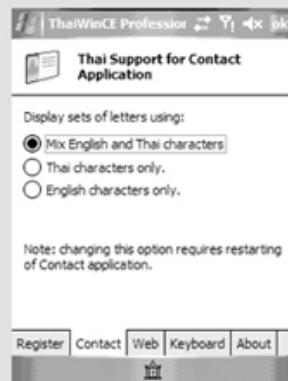 ThaiWinCE Professior ok
Thai Support for Contact
Application
Display sets of letters using:
Mix English and Thai characters
Thai characters only.
English characters only.
Note: changing this option requires restarting
of Contact application.
Register Contact Web Keyboard About